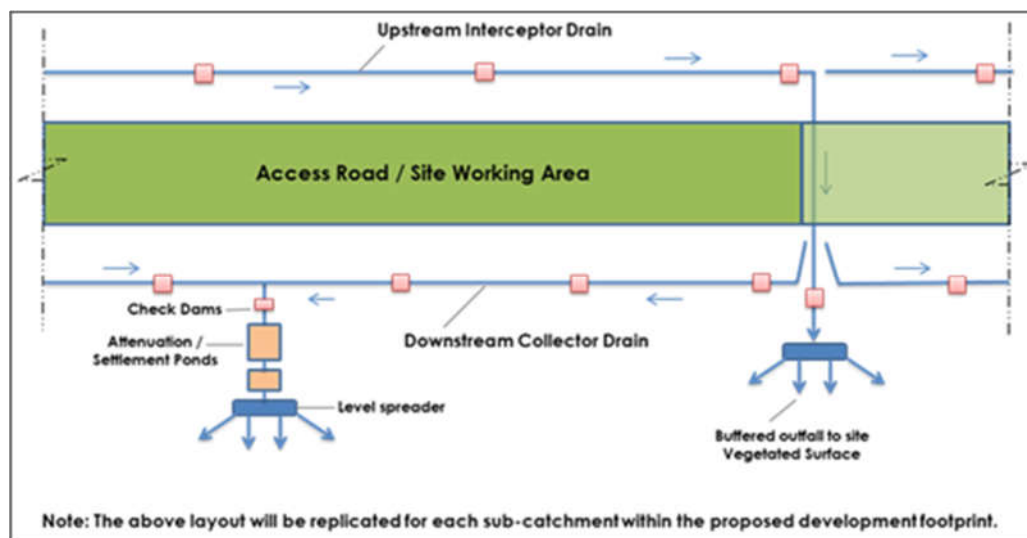 Upstream Interceptor Drain
Access Road / Site Working Area
Check Dams
Attenuation /
Settlement Ponds
Downstream Collector Drain
Level spreader
Buffered outfall to site
Vegetated Surface
Note: The above layout will be replicated for each sub-catchment within the proposed development footprint.